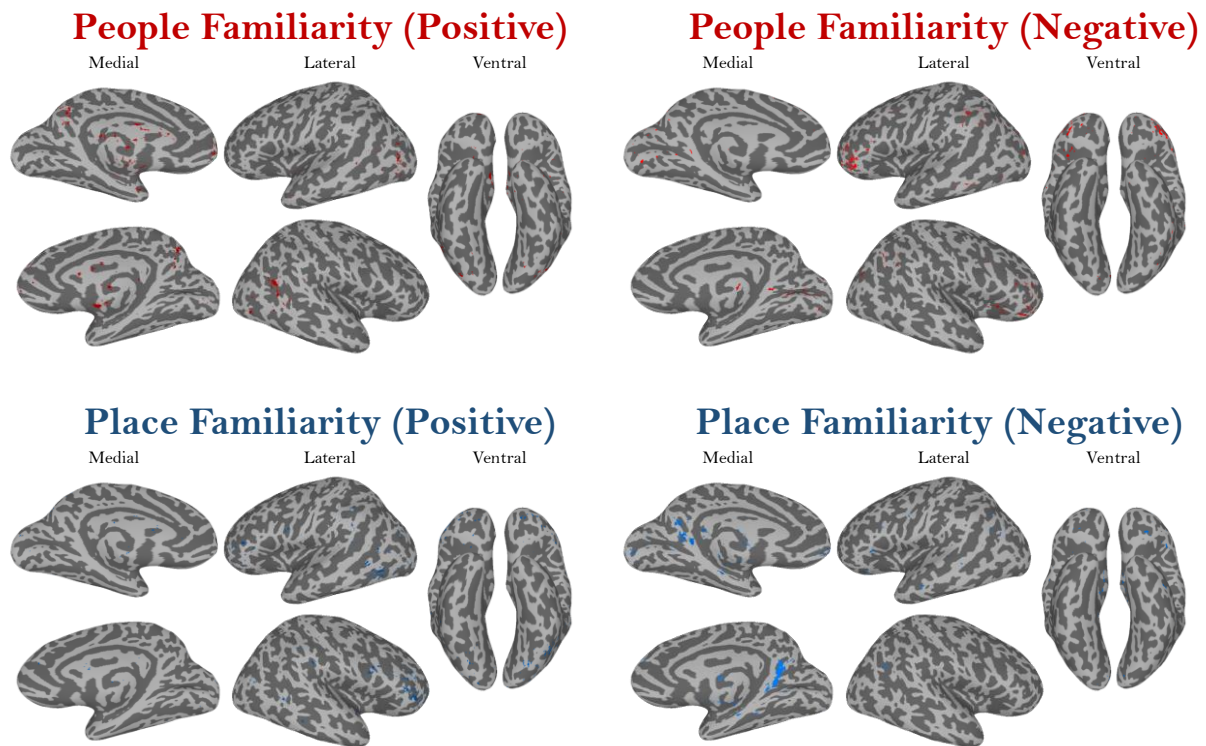 People Familiarity (Positive)
Medial Lateral Ventral
People Familiarity (Negative)
Medial Lateral Ventral
Place Familiarity (Positive)
Medial Lateral Ventral
Place Familiarity (Negative)
Medial Lateral Ventral